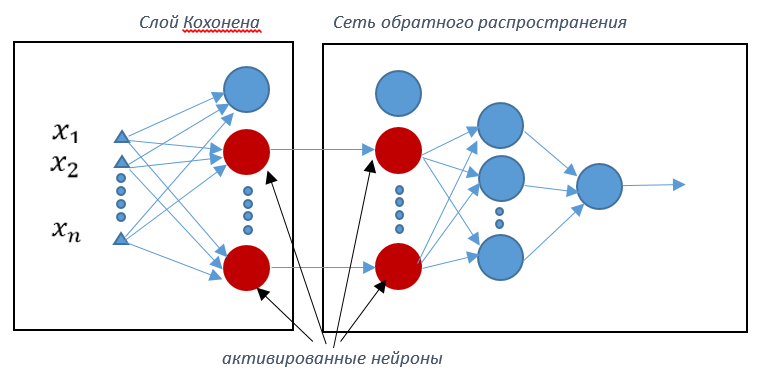 Слой Кохонена
Сеть обратного распространения
x₁
x₂
xₙ
активированные нейроны